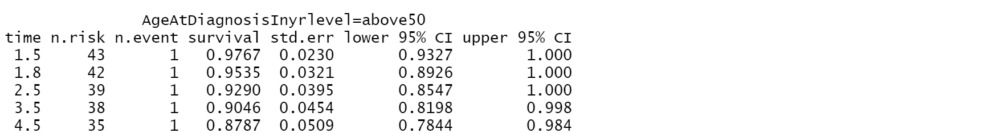 AgeAtDiagnosisInyrlevel=above50
time n.risk n.event survival std.err lower 95% CI upper 95% CI
1.5 43 1 0.9767 0.0230 0.9327 1.000
1.8 42 1 0.9535 0.0321 0.8926 1.000
2.5 39 1 0.9290 0.0395 0.8547 1.000
3.5 38 1 0.9046 0.0454 0.8198 0.998
4.5 35 1 0.8787 0.0509 0.7844 0.984